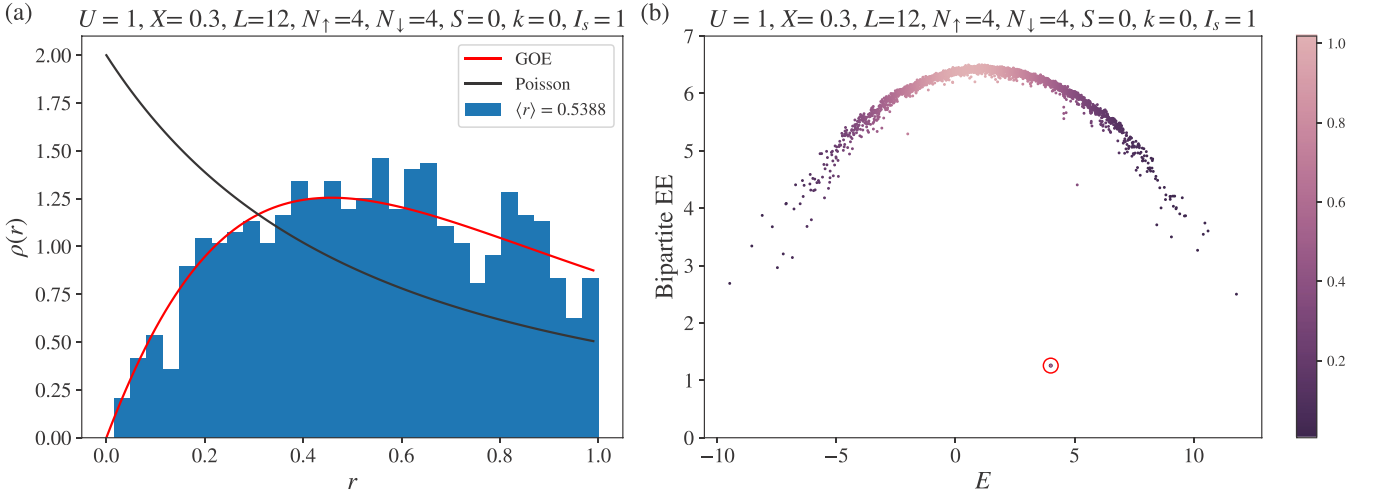 (a)
U = 1, X= 0.3, L=12, N↑=4, N↓=4, S=0, k=0, I_s=1
2.00
1.75
1.50
1.25
1.00
0.75
0.50
0.25
0.00
ρ(r)
GOE
Poisson
⟨r⟩ = 0.5388
0.0 0.2 0.4 0.6 0.8 1.0
r
(b)
U = 1, X= 0.3, L=12, N↑=4, N↓=4, S=0, k=0, I_s=1
7
6
5
4
3
2
1
0
Bipartite EE
−10 −5 0 5 10
E
1.0
0.8
0.6
0.4
0.2